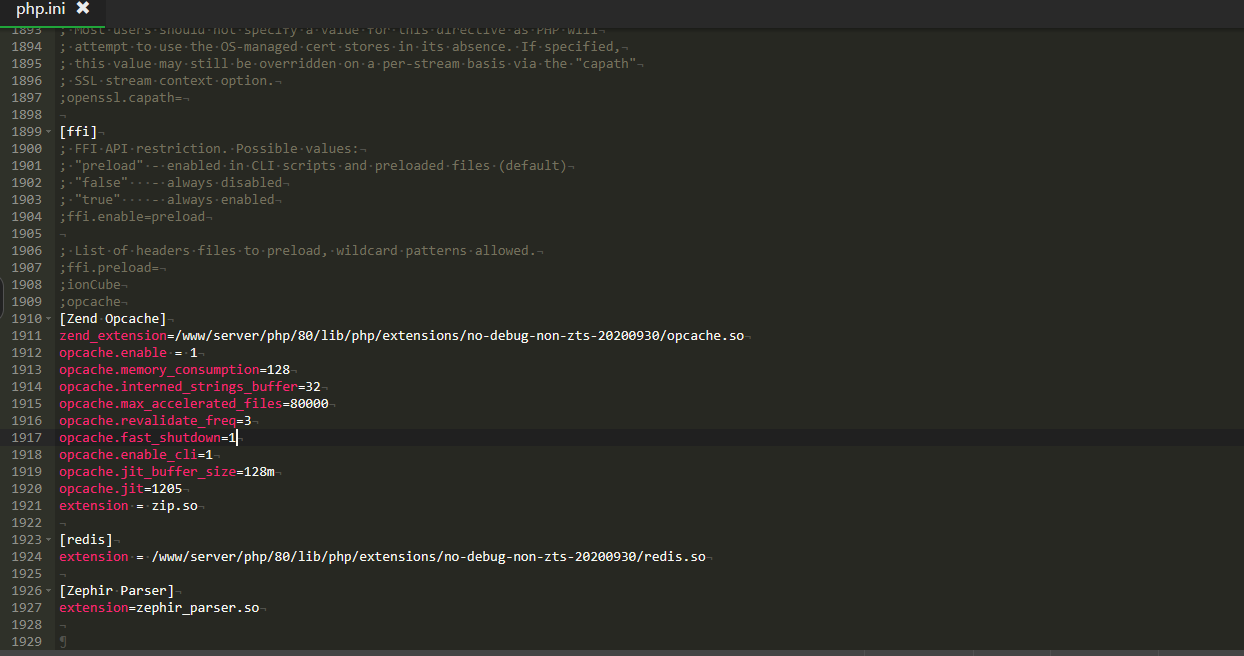 php.ini ✖
1893 ; Most users should not specify a value for this directive as PHP will
1894 ; attempt to use the OS-managed cert stores in its absence. If specified,
1895 ; this value may still be overridden on a per-stream basis via the "capath"
1896 ; SSL stream context option.
1897 ;openssl.capath=
1898
1899 [ffi]
1900 ; FFI API restriction. Possible values:
1901 ; "preload" - enabled in CLI scripts and preloaded files (default)
1902 ; "false"   - always disabled
1903 ; "true"    - always enabled
1904 ;ffi.enable=preload
1905
1906 ; List of headers files to preload, wildcard patterns allowed.
1907 ;ffi.preload=
1908 ;ionCube
1909 ;opcache
1910 [Zend Opcache]
1911 zend_extension=/www/server/php/80/lib/php/extensions/no-debug-non-zts-20200930/opcache.so
1912 opcache.enable = 1
1913 opcache.memory_consumption=128
1914 opcache.interned_strings_buffer=32
1915 opcache.max_accelerated_files=80000
1916 opcache.revalidate_freq=3
1917 opcache.fast_shutdown=1
1918 opcache.enable_cli=1
1919 opcache.jit_buffer_size=128m
1920 opcache.jit=1205
1921 extension = zip.so
1922
1923 [redis]
1924 extension = /www/server/php/80/lib/php/extensions/no-debug-non-zts-20200930/redis.so
1925
1926 [Zephir Parser]
1927 extension=zephir_parser.so
1928
1929